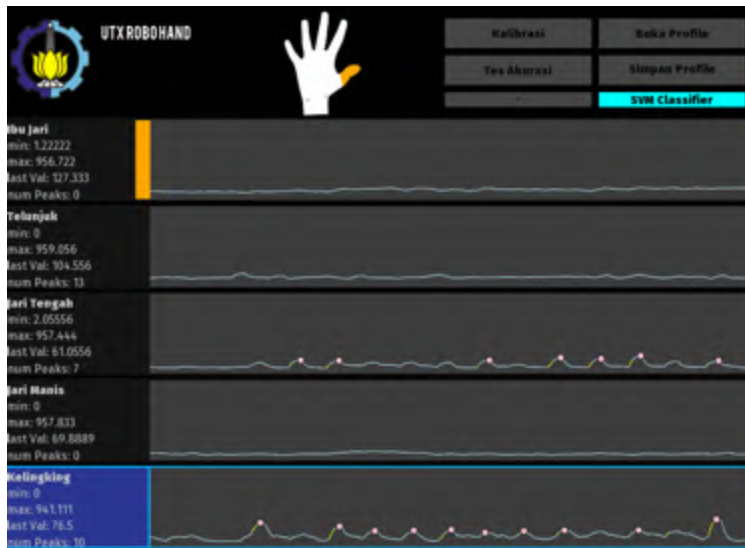 UTX ROBOHAND
Kalibrasi
Buka Profile
Tes Akurasi
Simpan Profile
-
SVM Classifier
Ibu Jari
min: 1.22222
max: 956.722
last Val: 127.333
num Peaks: 0
Telunjuk
min: 0
max: 959.056
last Val: 104.556
num Peaks: 13
Jari Tengah
min: 2.05556
max: 957.444
last Val: 61.0556
num Peaks: 7
Jari Manis
min: 0
max: 957.833
last Val: 69.8889
num Peaks: 0
Kelingking
min: 0
max: 941.111
last Val: 76.5
num Peaks: 10